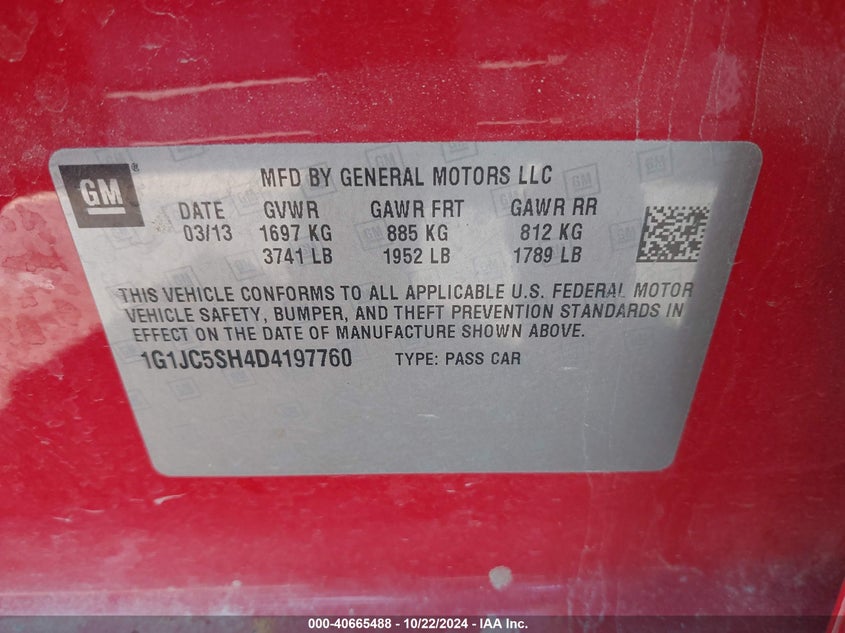 GM
MFD BY GENERAL MOTORS LLC
DATE GVWR GAWR FRT GAWR RR
03/13 1697 KG 885 KG 812 KG
3741 LB 1952 LB 1789 LB
THIS VEHICLE CONFORMS TO ALL APPLICABLE U.S. FEDERAL MOTOR
VEHICLE SAFETY, BUMPER, AND THEFT PREVENTION STANDARDS IN
EFFECT ON THE DATE OF MANUFACTURE SHOWN ABOVE.
1G1JC5SH4D4197760 TYPE: PASS CAR
000-40665488 - 10/22/2024 - IAA Inc.